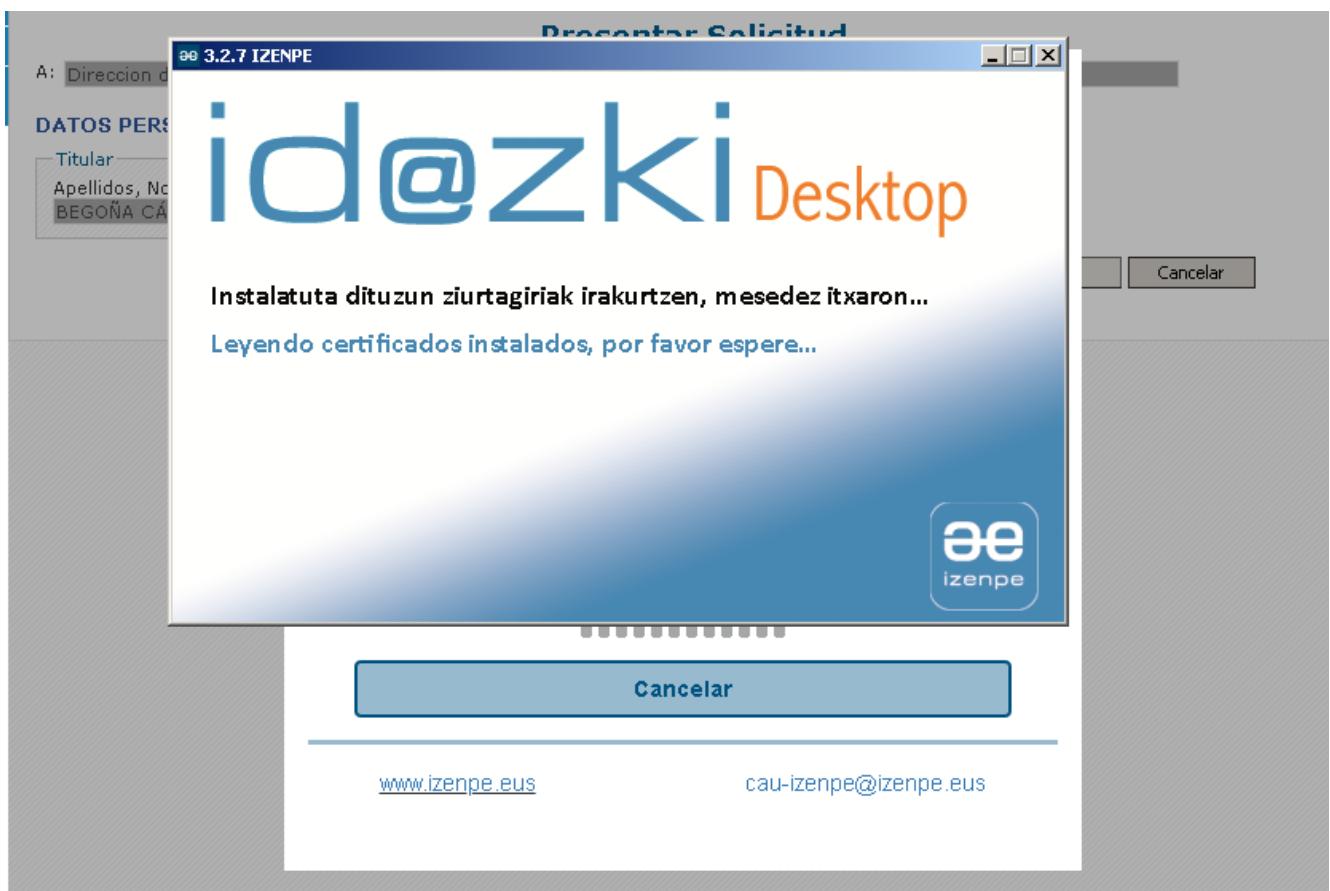 Presentar Solicitud
A: Direccion d
DATOS PERS
Titular
Apellidos, No
BEGOÑA CÁ
Cancelar
3.2.7 IZENPE
id@zki Desktop
Instalatuta dituzun ziurtagiriak irakurtzen, mesedez itxaron...
Leyendo certificados instalados, por favor espere...
izenpe
Cancelar
www.izenpe.eus
cau-izenpe@izenpe.eus